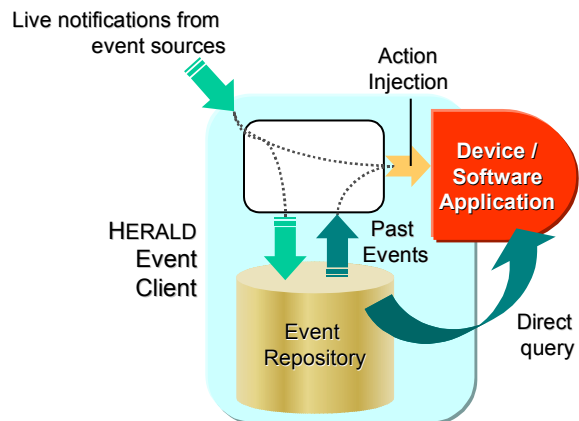 Live notifications from
event sources
Action
Injection
Device /
Software
Application
HERALD
Event
Client
Past
Events
Event
Repository
Direct
query